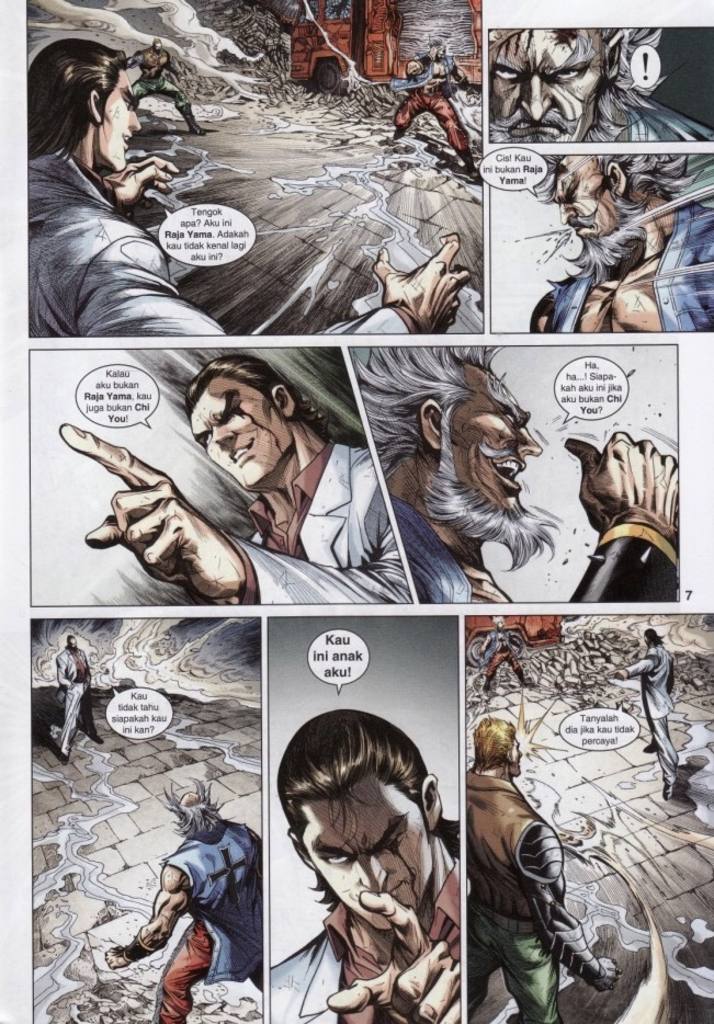 Tengok
apa? Aku ini
Raja Yama. Adakah
kau tidak kenal lagi
aku ini?
!
Cis! Kau
ini bukan Raja
Yama!
Kalau
aku bukan
Raja Yama, kau
juga bukan Chi
You!
Ha,
ha...! Siapa-
kah aku ini jika
aku bukan Chi
You?
7
Kau
tidak tahu
siapakah kau
ini kan?
Kau
ini anak
aku!
Tanyalah
dia jika kau tidak
percaya!